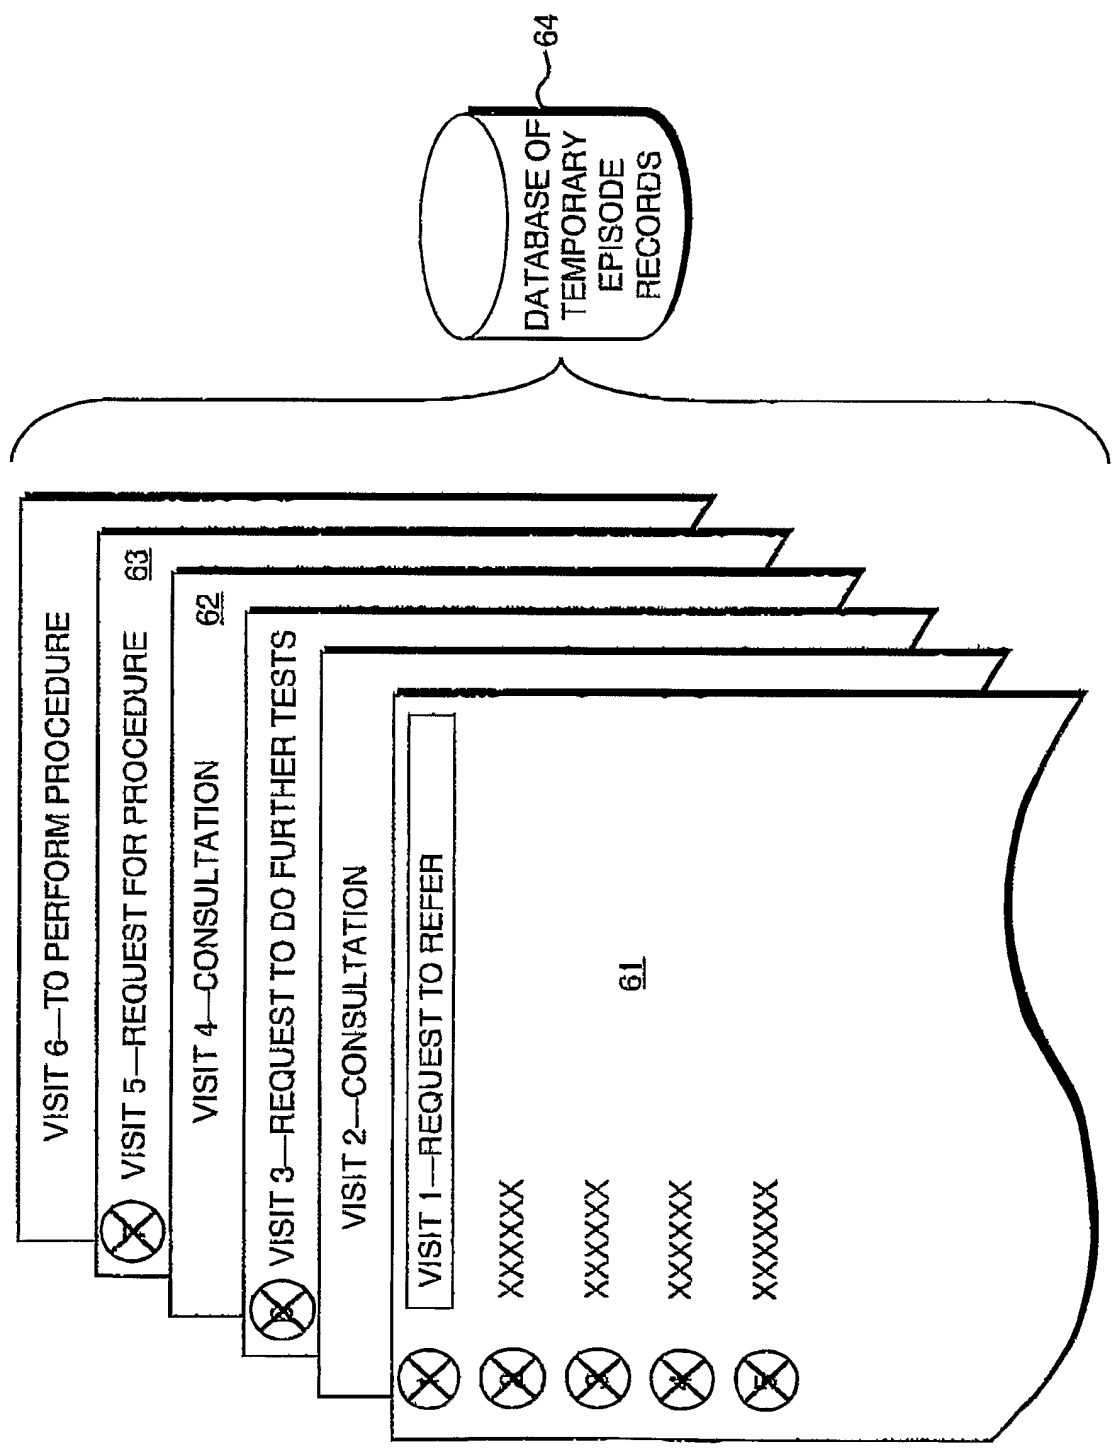 VISIT 6—TO PERFORM PROCEDURE
VISIT 5—REQUEST FOR PROCEDURE 63
VISIT 4—CONSULTATION 62
VISIT 3—REQUEST TO DO FURTHER TESTS
VISIT 2—CONSULTATION
VISIT 1—REQUEST TO REFER
XXXXXX
XXXXXX
XXXXXX
XXXXXX
61
DATABASE OF
TEMPORARY
EPISODE
RECORDS
64